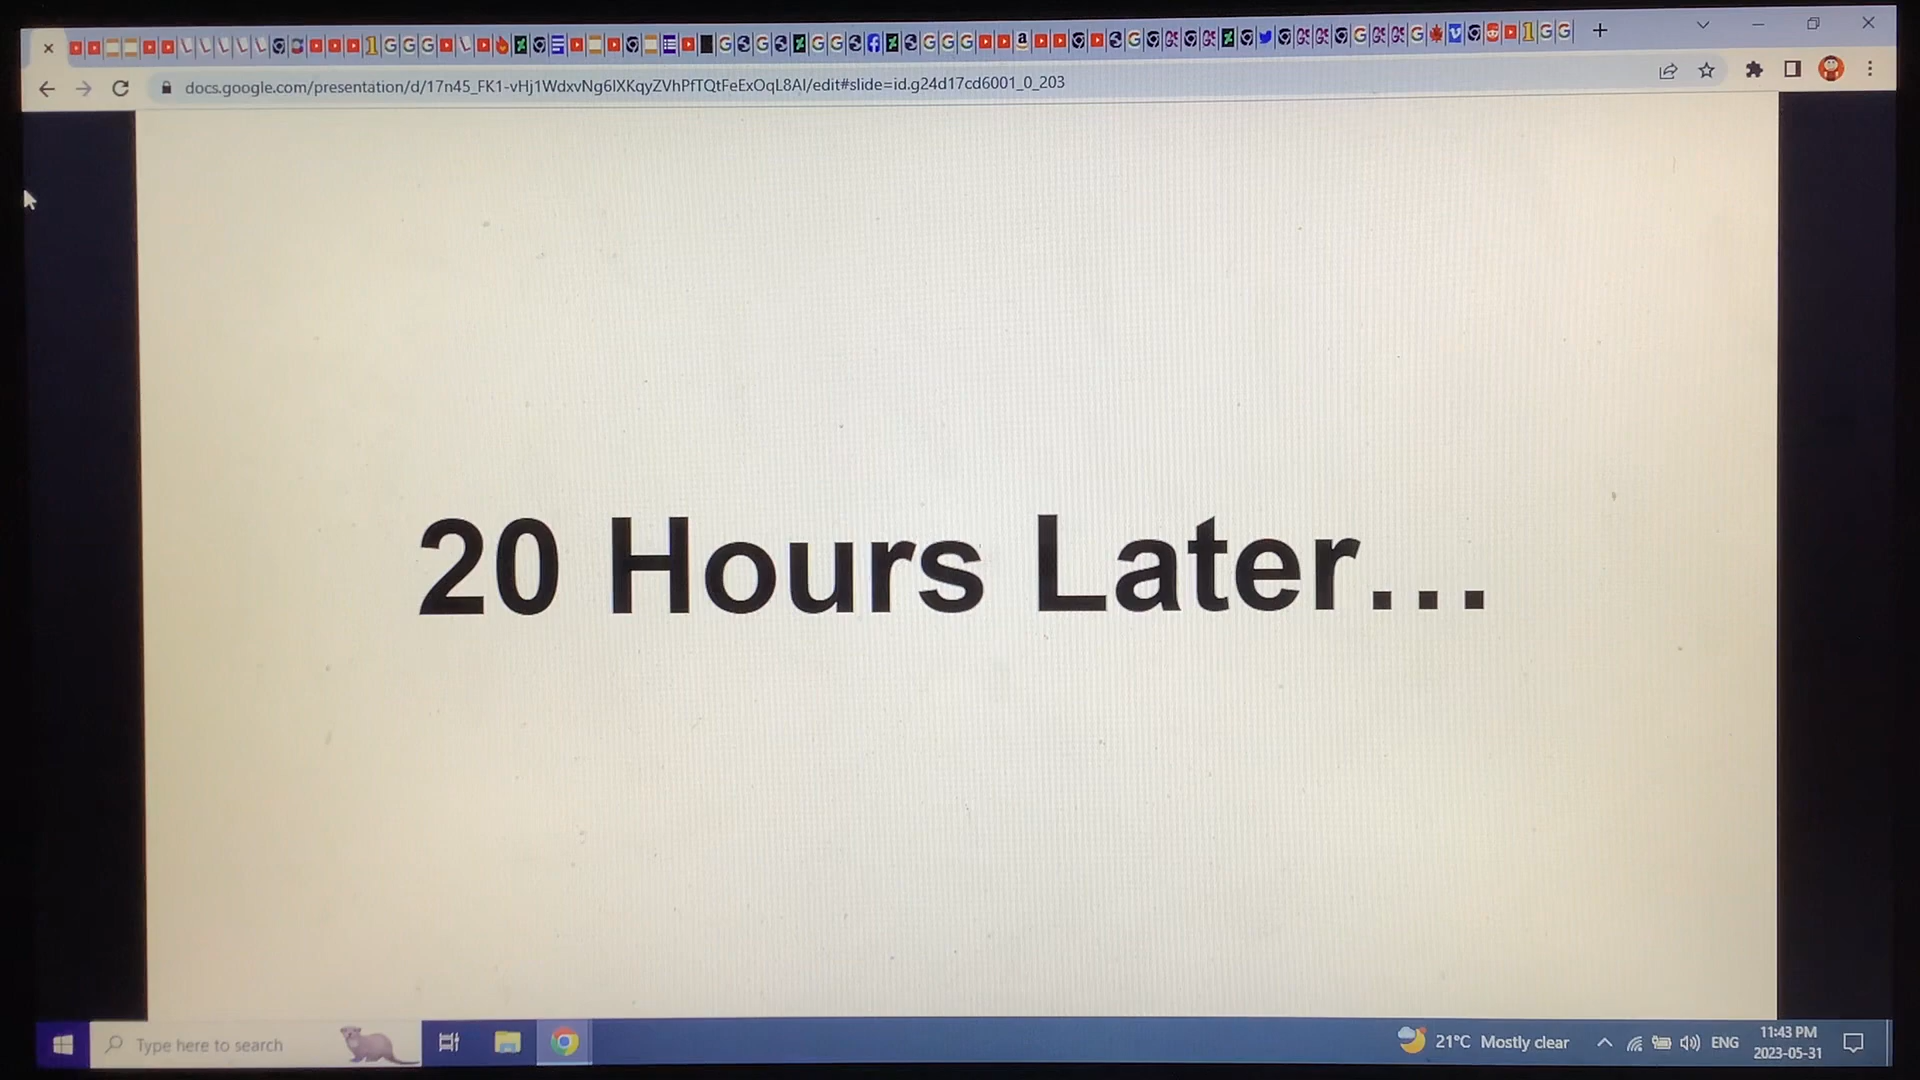 docs.google.com/presentation/d/17n45_FK1-vHj1WdxvNg6IXKqyZVhPfTQtFeExOqL8AI/edit#slide=id.g24d17cd6001_0_203
20 Hours Later...
Type here to search
21°C Mostly clear
ENG
11:43 PM
2023-05-31